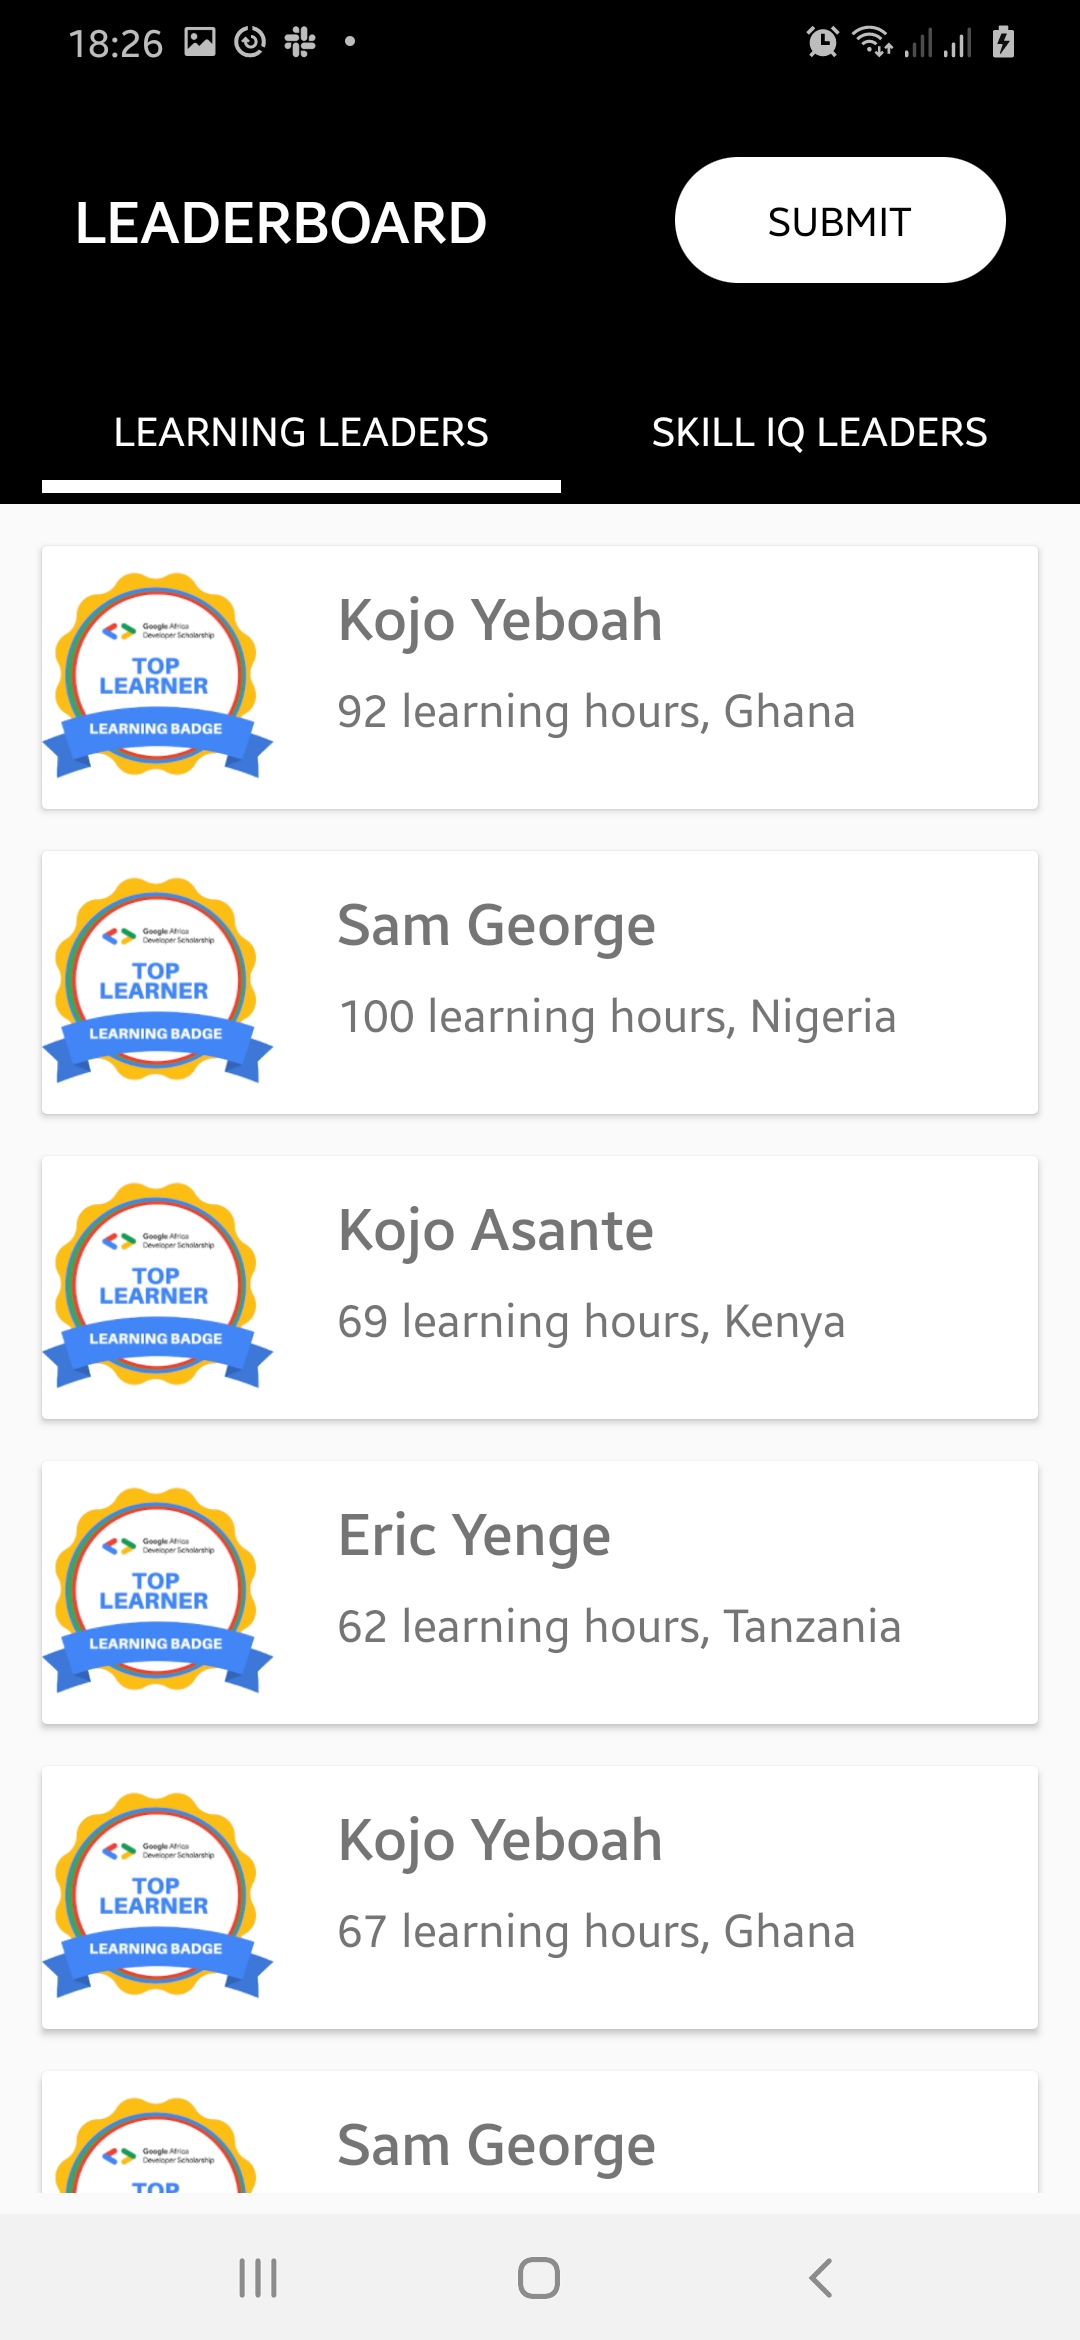 18:26
LEADERBOARD
SUBMIT
LEARNING LEADERS
SKILL IQ LEADERS
Google Africa
Developer Scholarship
TOP
LEARNER
LEARNING BADGE
Kojo Yeboah
92 learning hours, Ghana
Google Africa
Developer Scholarship
TOP
LEARNER
LEARNING BADGE
Sam George
100 learning hours, Nigeria
Google Africa
Developer Scholarship
TOP
LEARNER
LEARNING BADGE
Kojo Asante
69 learning hours, Kenya
Google Africa
Developer Scholarship
TOP
LEARNER
LEARNING BADGE
Eric Yenge
62 learning hours, Tanzania
Google Africa
Developer Scholarship
TOP
LEARNER
LEARNING BADGE
Kojo Yeboah
67 learning hours, Ghana
Google Africa
Developer Scholarship
TOP
Sam George